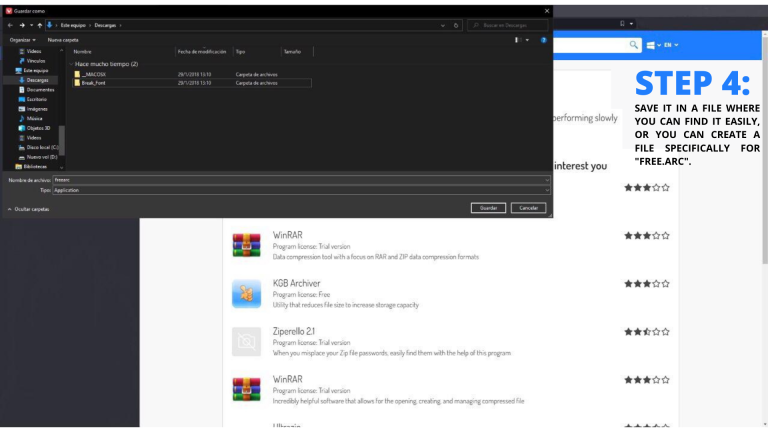 Guardar como
Este equipo > Descargas >
Buscar en Descargas
Organizar
Nueva carpeta
Videos
Vínculos
Este equipo
Descargas
Documentos
Escritorio
Imágenes
Música
Objetos 3D
Videos
Disco local (C:)
Nuevo vol (D:)
Bibliotecas
Nombre
Fecha de modificación
Tipo
Tamaño
Hace mucho tiempo (2)
__MACOSX
29/1/2016 13:10
Carpeta de archivos
Break_Font
29/1/2016 13:10
Carpeta de archivos
Nombre de archivo: freearc
Tipo: Application
Ocultar carpetas
Guardar
Cancelar
EN
STEP 4:
SAVE IT IN A FILE WHERE
YOU CAN FIND IT EASILY,
OR YOU CAN CREATE A
FILE SPECIFICALLY FOR
"FREE.ARC".
performing slowly
interest you
WinRAR
Program license: Trial version
Data compression tool with a focus on RAR and ZIP data compression formats
KGB Archiver
Program license: Free
Utility that reduces file size to increase storage capacity
Ziperello 2.1
Program license: Trial version
When you misplace your Zip file passwords, easily find them with the help of this program
WinRAR
Program license: Trial version
Incredibly helpful software that allows for the opening, creating, and managing compressed file